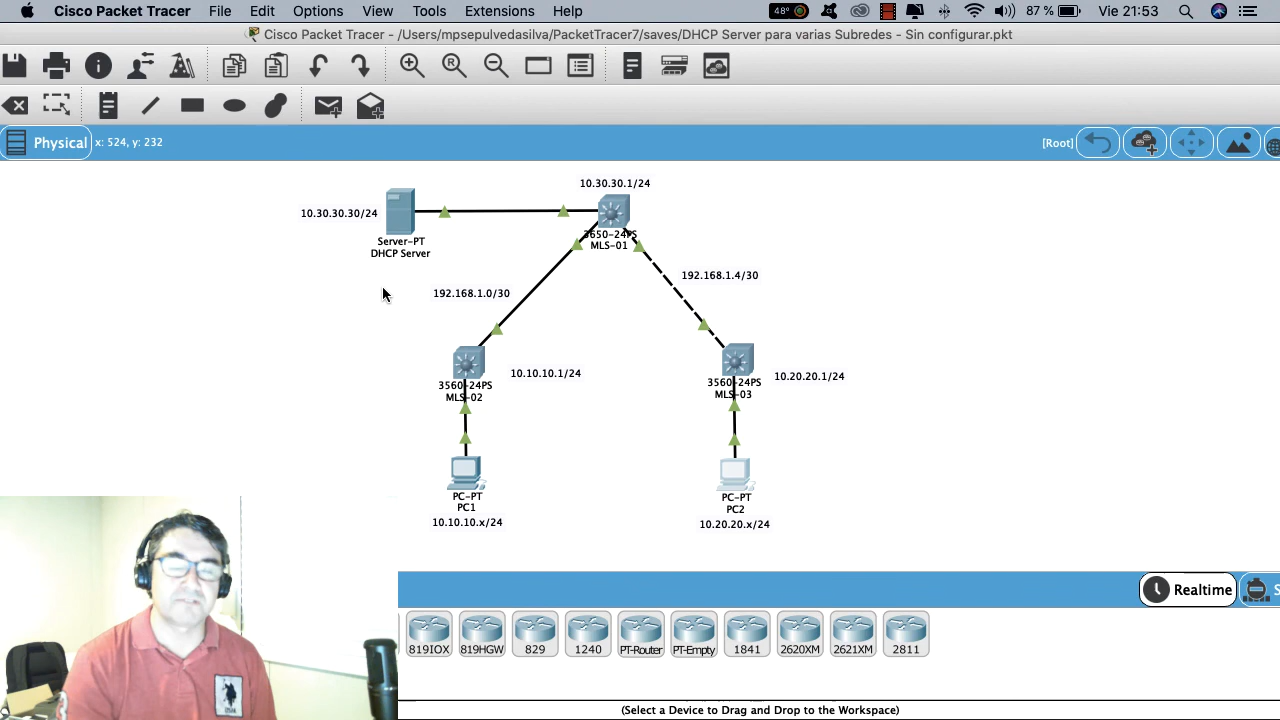 Cisco Packet Tracer File Edit Options View Tools Extensions Help 48° 87 % Vie 21:53
Cisco Packet Tracer - /Users/mpsepulvedasilva/PacketTracer7/saves/DHCP Server para varias Subredes - Sin configurar.pkt
Physical x: 524, y: 232 [Root]
10.30.30.1/24
10.30.30.30/24
Server-PT
DHCP Server
3650-24PS
MLS-01
192.168.1.0/30
192.168.1.4/30
3560-24PS
MLS-02
10.10.10.1/24
3560-24PS
MLS-03
10.20.20.1/24
PC-PT
PC1
10.10.10.x/24
PC-PT
PC2
10.20.20.x/24
Realtime
819IOX 819HGW 829 1240 PT-Router PT-Empty 1841 2620XM 2621XM 2811
(Select a Device to Drag and Drop to the Workspace)